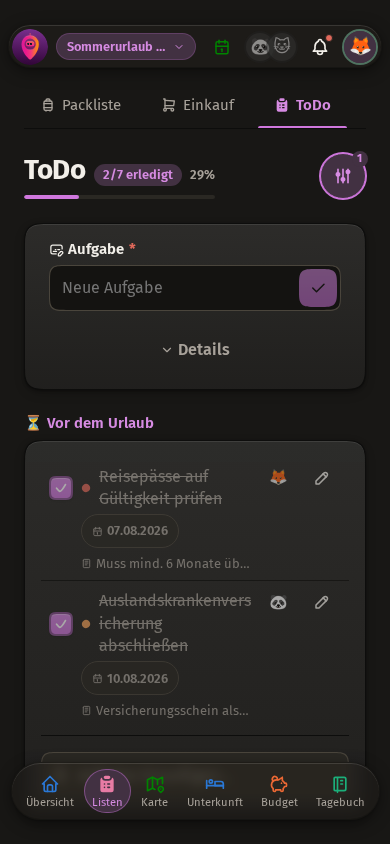 Sommerurlaub ...
Packliste
Einkauf
ToDo
ToDo
2/7 erledigt
29%
1
Aufgabe *
Neue Aufgabe
Details
⏳ Vor dem Urlaub
Reisepässe auf
Gültigkeit prüfen
07.08.2026
Muss mind. 6 Monate üb...
Auslandskrankenvers
icherung
abschließen
10.08.2026
Versicherungsschein als...
Übersicht
Listen
Karte
Unterkunft
Budget
Tagebuch